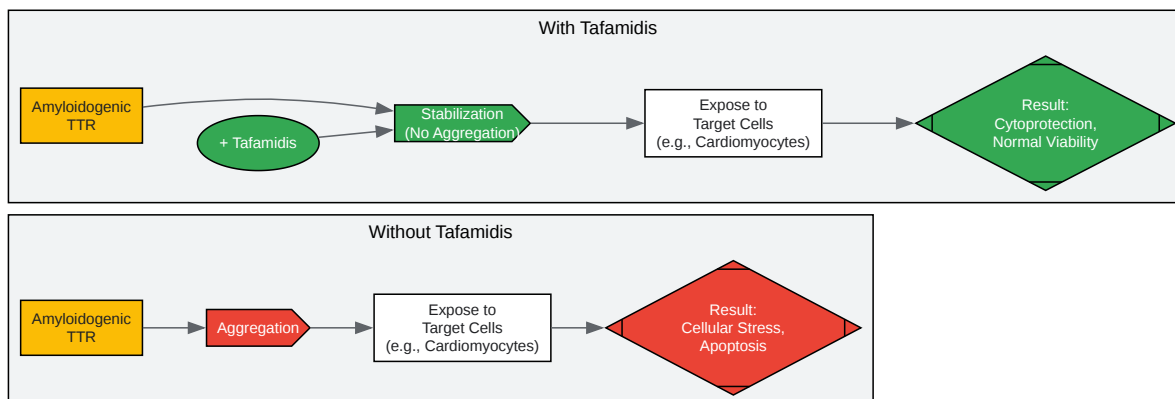 With Tafamidis
Amyloidogenic
TTR
+ Tafamidis
Stabilization
(No Aggregation)
Expose to
Target Cells
(e.g., Cardiomyocytes)
Result:
Cytoprotection,
Normal Viability
Without Tafamidis
Amyloidogenic
TTR
Aggregation
Expose to
Target Cells
(e.g., Cardiomyocytes)
Result:
Cellular Stress,
Apoptosis